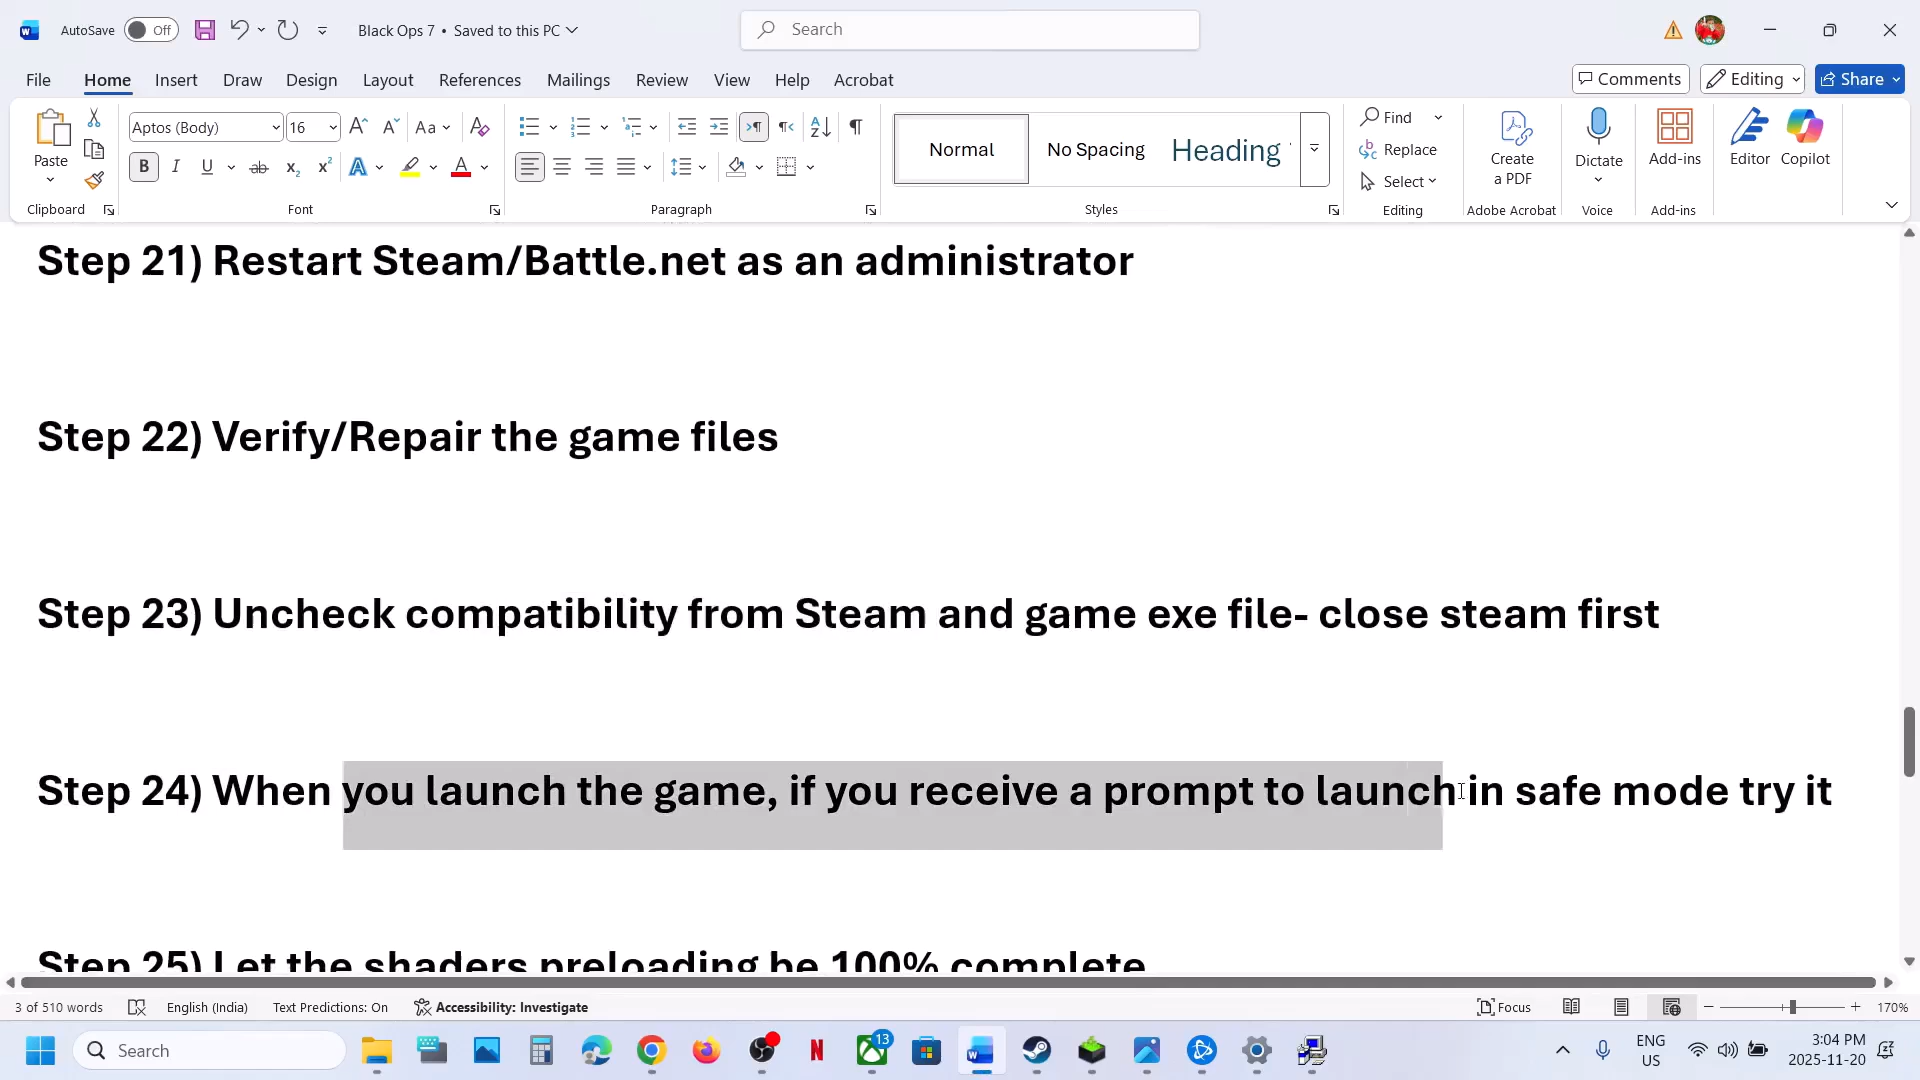 AutoSave Off Black Ops 7 • Saved to this PC Search
File Home Insert Draw Design Layout References Mailings Review View Help Acrobat Comments Editing Share
Paste Aptos (Body) 16 Aa Normal No Spacing Heading Find Replace Select Create a PDF Dictate Add-ins Editor Copilot
Clipboard Font Paragraph Styles Editing Adobe Acrobat Voice Add-ins
Step 21) Restart Steam/Battle.net as an administrator
Step 22) Verify/Repair the game files
Step 23) Uncheck compatibility from Steam and game exe file- close steam first
Step 24) When you launch the game, if you receive a prompt to launch in safe mode try it
Step 25) Let the shaders preloading be 100% complete
3 of 510 words English (India) Text Predictions: On Accessibility: Investigate Focus 170%
Search 13 ENG US 3:04 PM 2025-11-20